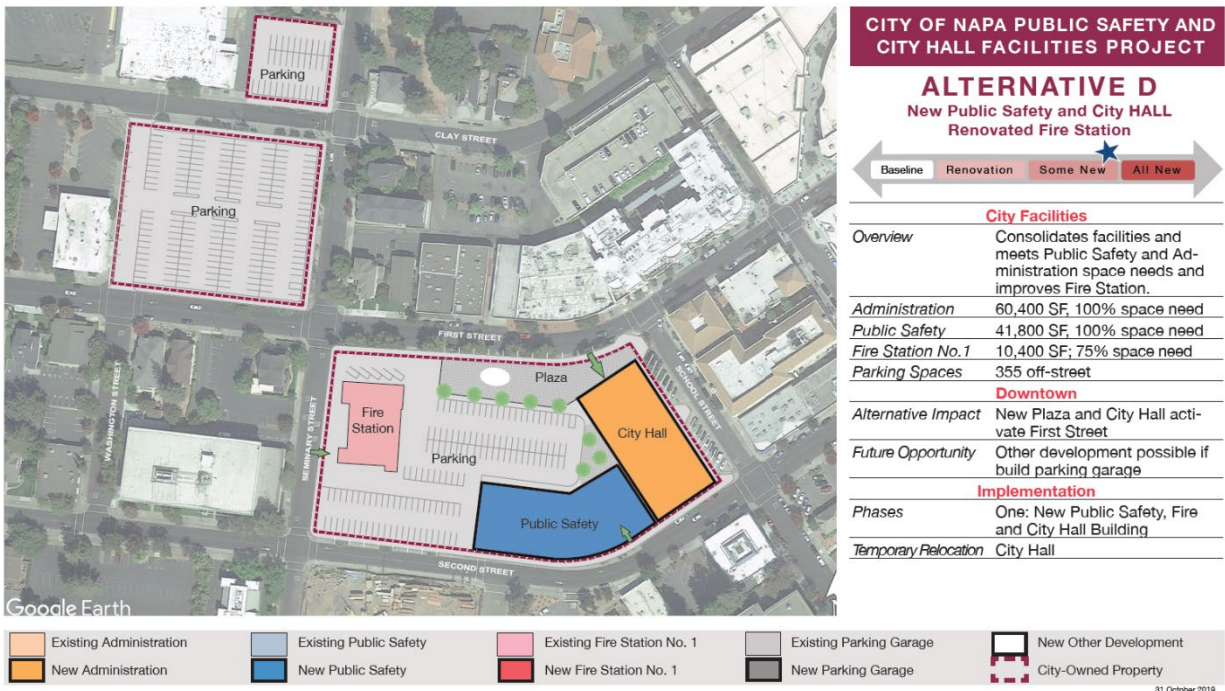 Parking
CLAY STREET
Parking
FIRST STREET
WASHINGTON STREET
SEMINARY STREET
SCHOOL STREET
Plaza
Fire
Station
City Hall
Parking
Public Safety
SECOND STREET
Google Earth
CITY OF NAPA PUBLIC SAFETY AND
CITY HALL FACILITIES PROJECT
ALTERNATIVE D
New Public Safety and City HALL
Renovated Fire Station
Baseline Renovation Some New All New
City Facilities
Overview Consolidates facilities and
meets Public Safety and Ad-
ministration space needs and
improves Fire Station.
Administration 60,400 SF, 100% space need
Public Safety 41,800 SF, 100% space need
Fire Station No.1 10,400 SF; 75% space need
Parking Spaces 355 off-street
Downtown
Alternative Impact New Plaza and City Hall acti-
vate First Street
Future Opportunity Other development possible if
build parking garage
Implementation
Phases One: New Public Safety, Fire
and City Hall Building
Temporary Relocation City Hall
Existing Administration Existing Public Safety Existing Fire Station No. 1 Existing Parking Garage New Other Development
New Administration New Public Safety New Fire Station No. 1 New Parking Garage City-Owned Property
31 October 2019